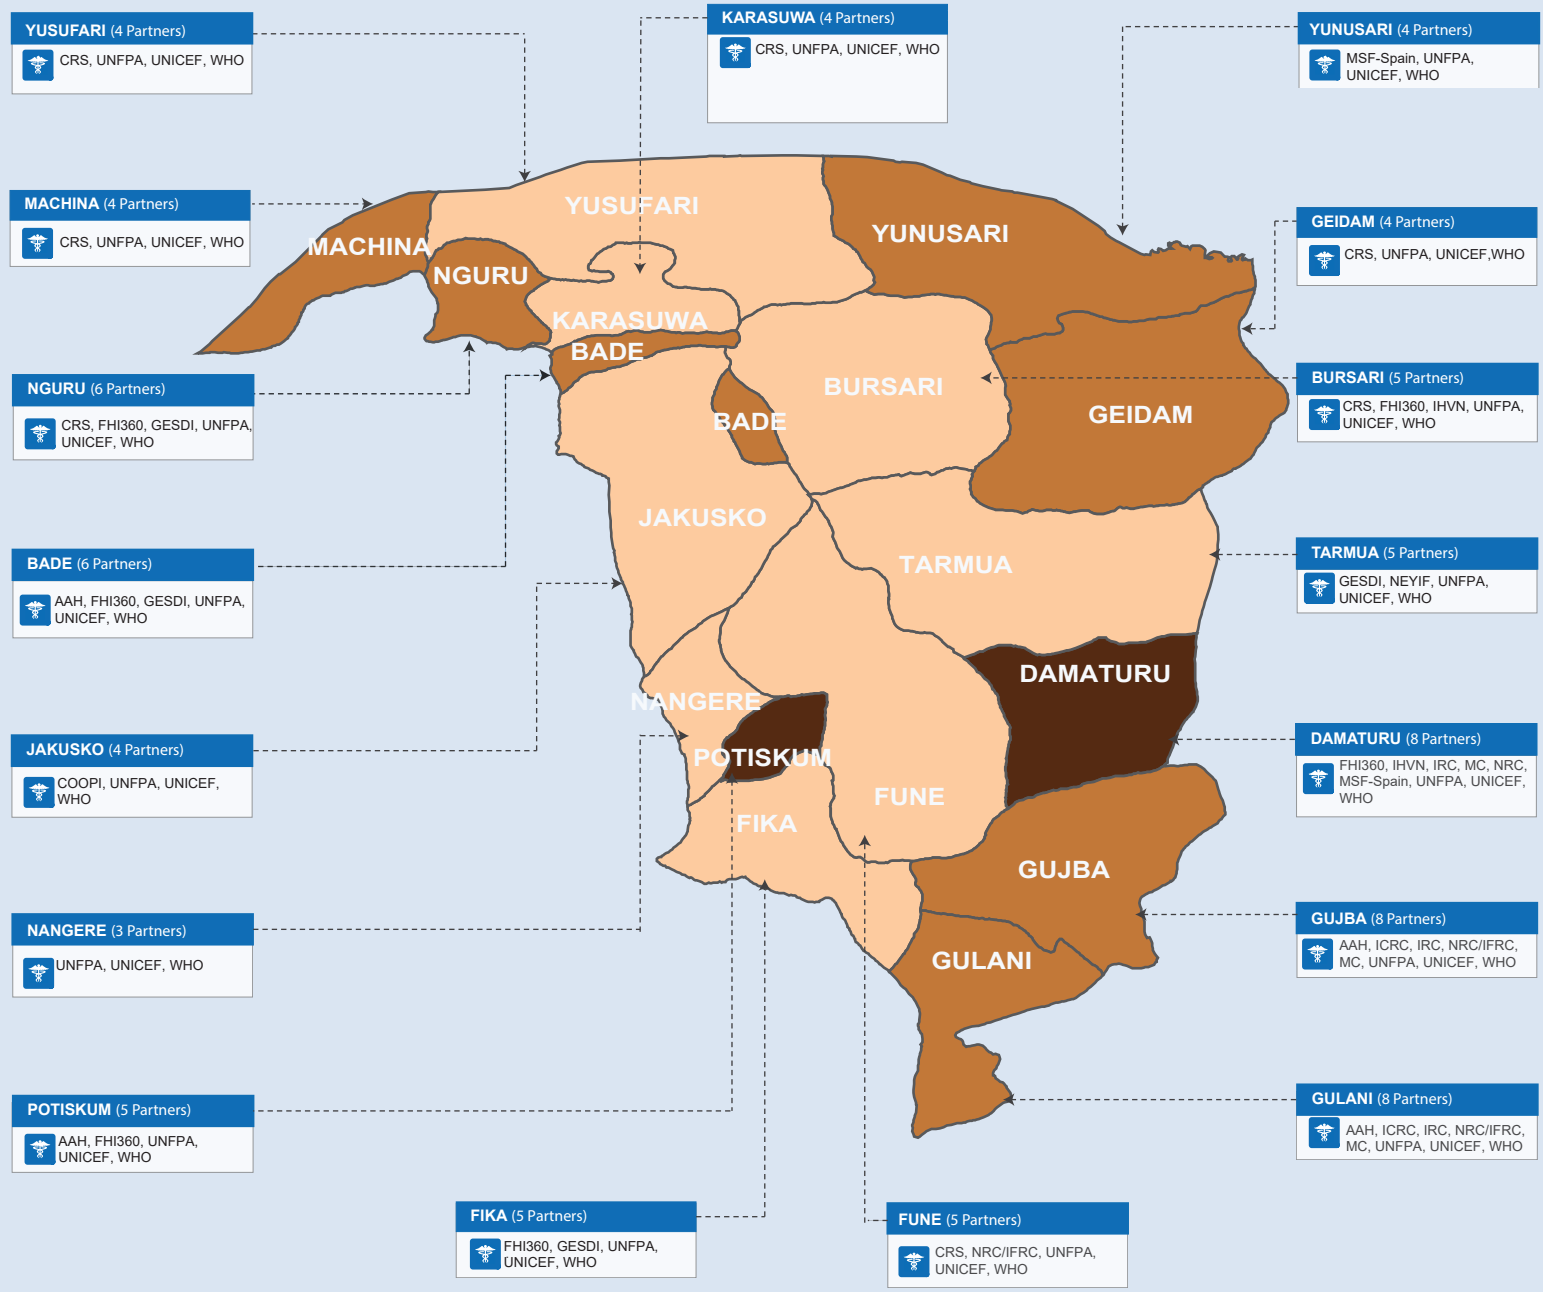 YUSUFARI (4 Partners)
CRS, UNFPA, UNICEF, WHO
KARASUWA (4 Partners)
CRS, UNFPA, UNICEF, WHO
YUNUSARI (4 Partners)
MSF-Spain, UNFPA,
UNICEF, WHO
MACHINA (4 Partners)
CRS, UNFPA, UNICEF, WHO
GEIDAM (4 Partners)
CRS, UNFPA, UNICEF,WHO
NGURU (6 Partners)
CRS, FHI360, GESDI, UNFPA,
UNICEF, WHO
BURSARI (5 Partners)
CRS, FHI360, IHVN, UNFPA,
UNICEF, WHO
BADE (6 Partners)
AAH, FHI360, GESDI, UNFPA,
UNICEF, WHO
TARMUA (5 Partners)
GESDI, NEYIF, UNFPA,
UNICEF, WHO
JAKUSKO (4 Partners)
COOPI, UNFPA, UNICEF,
WHO
DAMATURU (8 Partners)
FHI360, IHVN, IRC, MC, NRC,
MSF-Spain, UNFPA, UNICEF,
WHO
NANGERE (3 Partners)
UNFPA, UNICEF, WHO
GUJBA (8 Partners)
AAH, ICRC, IRC, NRC/IFRC,
MC, UNFPA, UNICEF, WHO
POTISKUM (5 Partners)
AAH, FHI360, UNFPA,
UNICEF, WHO
GULANI (8 Partners)
AAH, ICRC, IRC, NRC/IFRC,
MC, UNFPA, UNICEF, WHO
FIKA (5 Partners)
FHI360, GESDI, UNFPA,
UNICEF, WHO
FUNE (5 Partners)
CRS, NRC/IFRC, UNFPA,
UNICEF, WHO
YUSUFARI
YUNUSARI
MACHINA
NGURU
KARASUWA
BADE
BURSARI
GEIDAM
BADE
JAKUSKO
TARMUA
DAMATURU
NANGERE
POTISKUM
FUNE
FIKA
GUJBA
GULANI